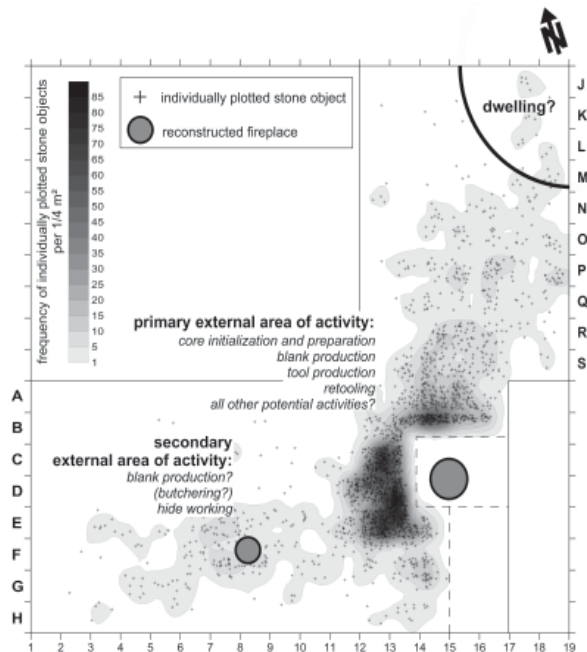 N
frequency of individually plotted stone objects
per 1/4 m²
85
80
75
70
65
60
55
50
45
40
35
30
25
20
15
10
5
1
individually plotted stone object
reconstructed fireplace
dwelling?
J
K
L
M
N
O
P
Q
R
S
primary external area of activity:
core initialization and preparation
blank production
tool production
retooling
all other potential activities?
secondary
external area of activity:
blank production?
(butchering?)
hide working
A
B
C
D
E
F
G
H
1 2 3 4 5 6 7 8 9 10 11 12 13 14 15 16 17 18 19